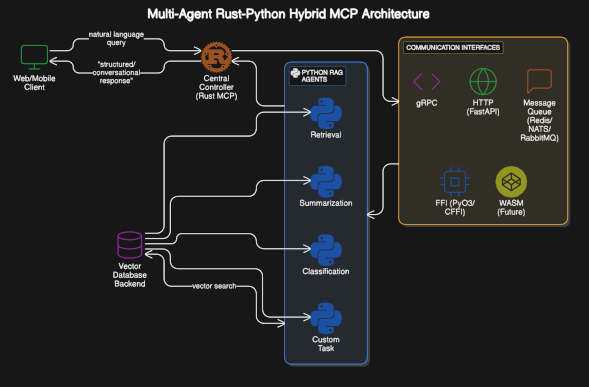 Multi-Agent Rust-Python Hybrid MCP Architecture
natural language
query
"structured/
conversational
response"
Web/Mobile
Client
Central
Controller
(Rust MCP)
PYTHON RAG
AGENTS
Retrieval
Summarization
Classification
Custom
Task
Vector
Database
Backend
vector search
COMMUNICATION INTERFACES
gRPC
HTTP
(FastAPI)
Message
Queue
(Redis/
NATS/
RabbitMQ)
FFI (PyO3/
CFFI)
WASM
(Future)